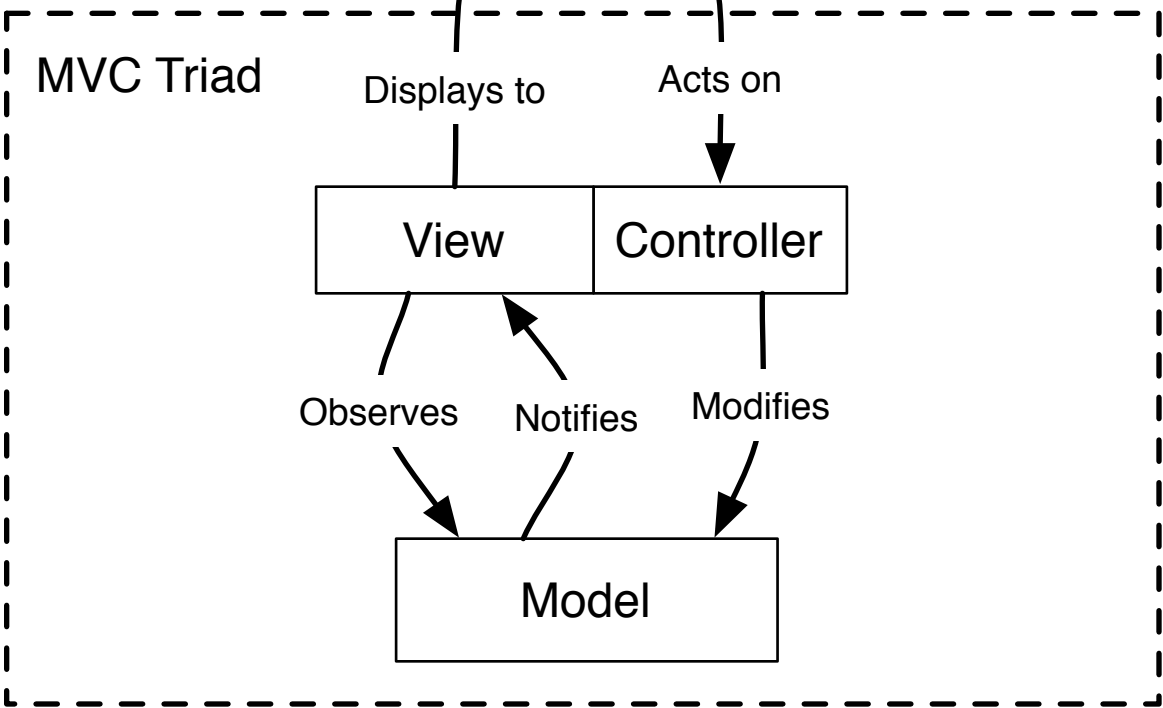 MVC Triad
Displays to
Acts on
View
Controller
Observes
Notifies
Modifies
Model